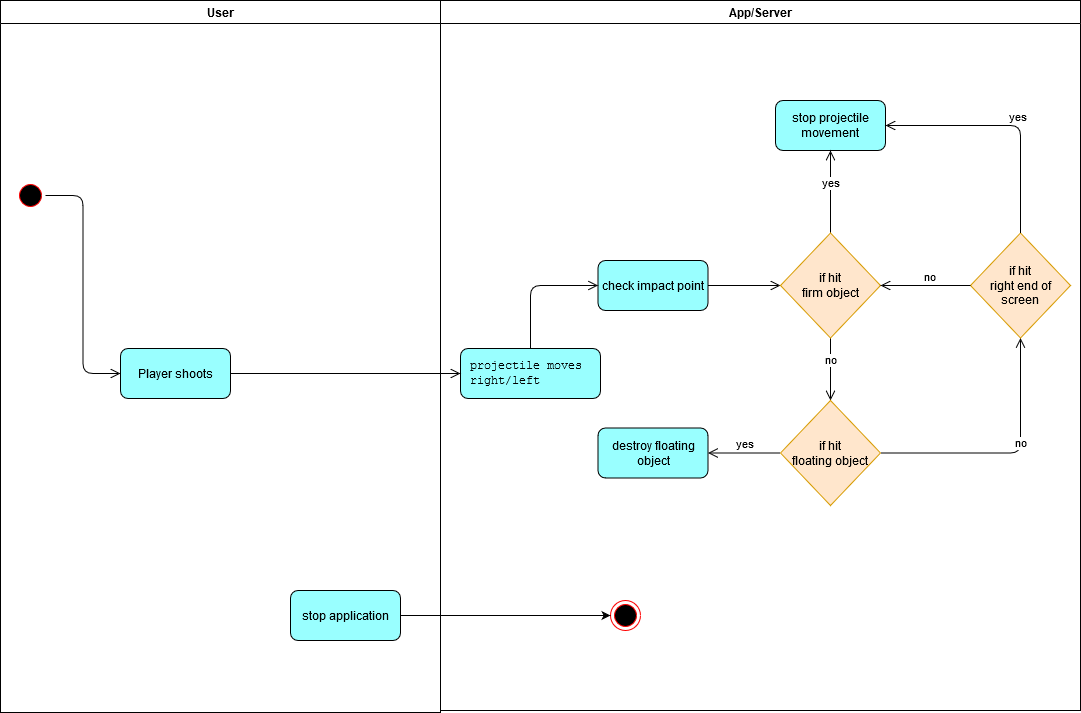 User
App/Server
stop projectile
movement
yes
yes
if hit
firm object
no
if hit
right end of
screen
check impact point
no
projectile moves
right/left
Player shoots
destroy floating
object
yes
if hit
floating object
no
stop application